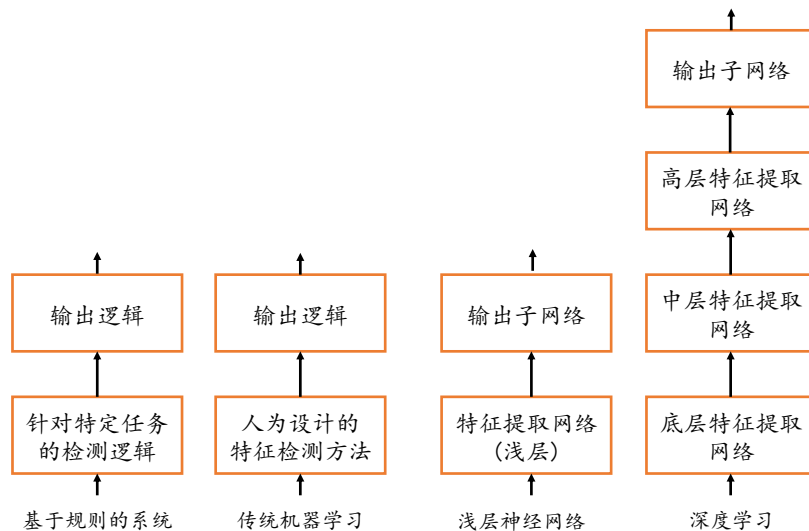 输出子网络
高层特征提取
网络
输出逻辑
输出逻辑
输出子网络
中层特征提取
网络
针对特定任务
的检测逻辑
人为设计的
特征检测方法
特征提取网络
(浅层)
底层特征提取
网络
基于规则的系统
传统机器学习
浅层神经网络
深度学习